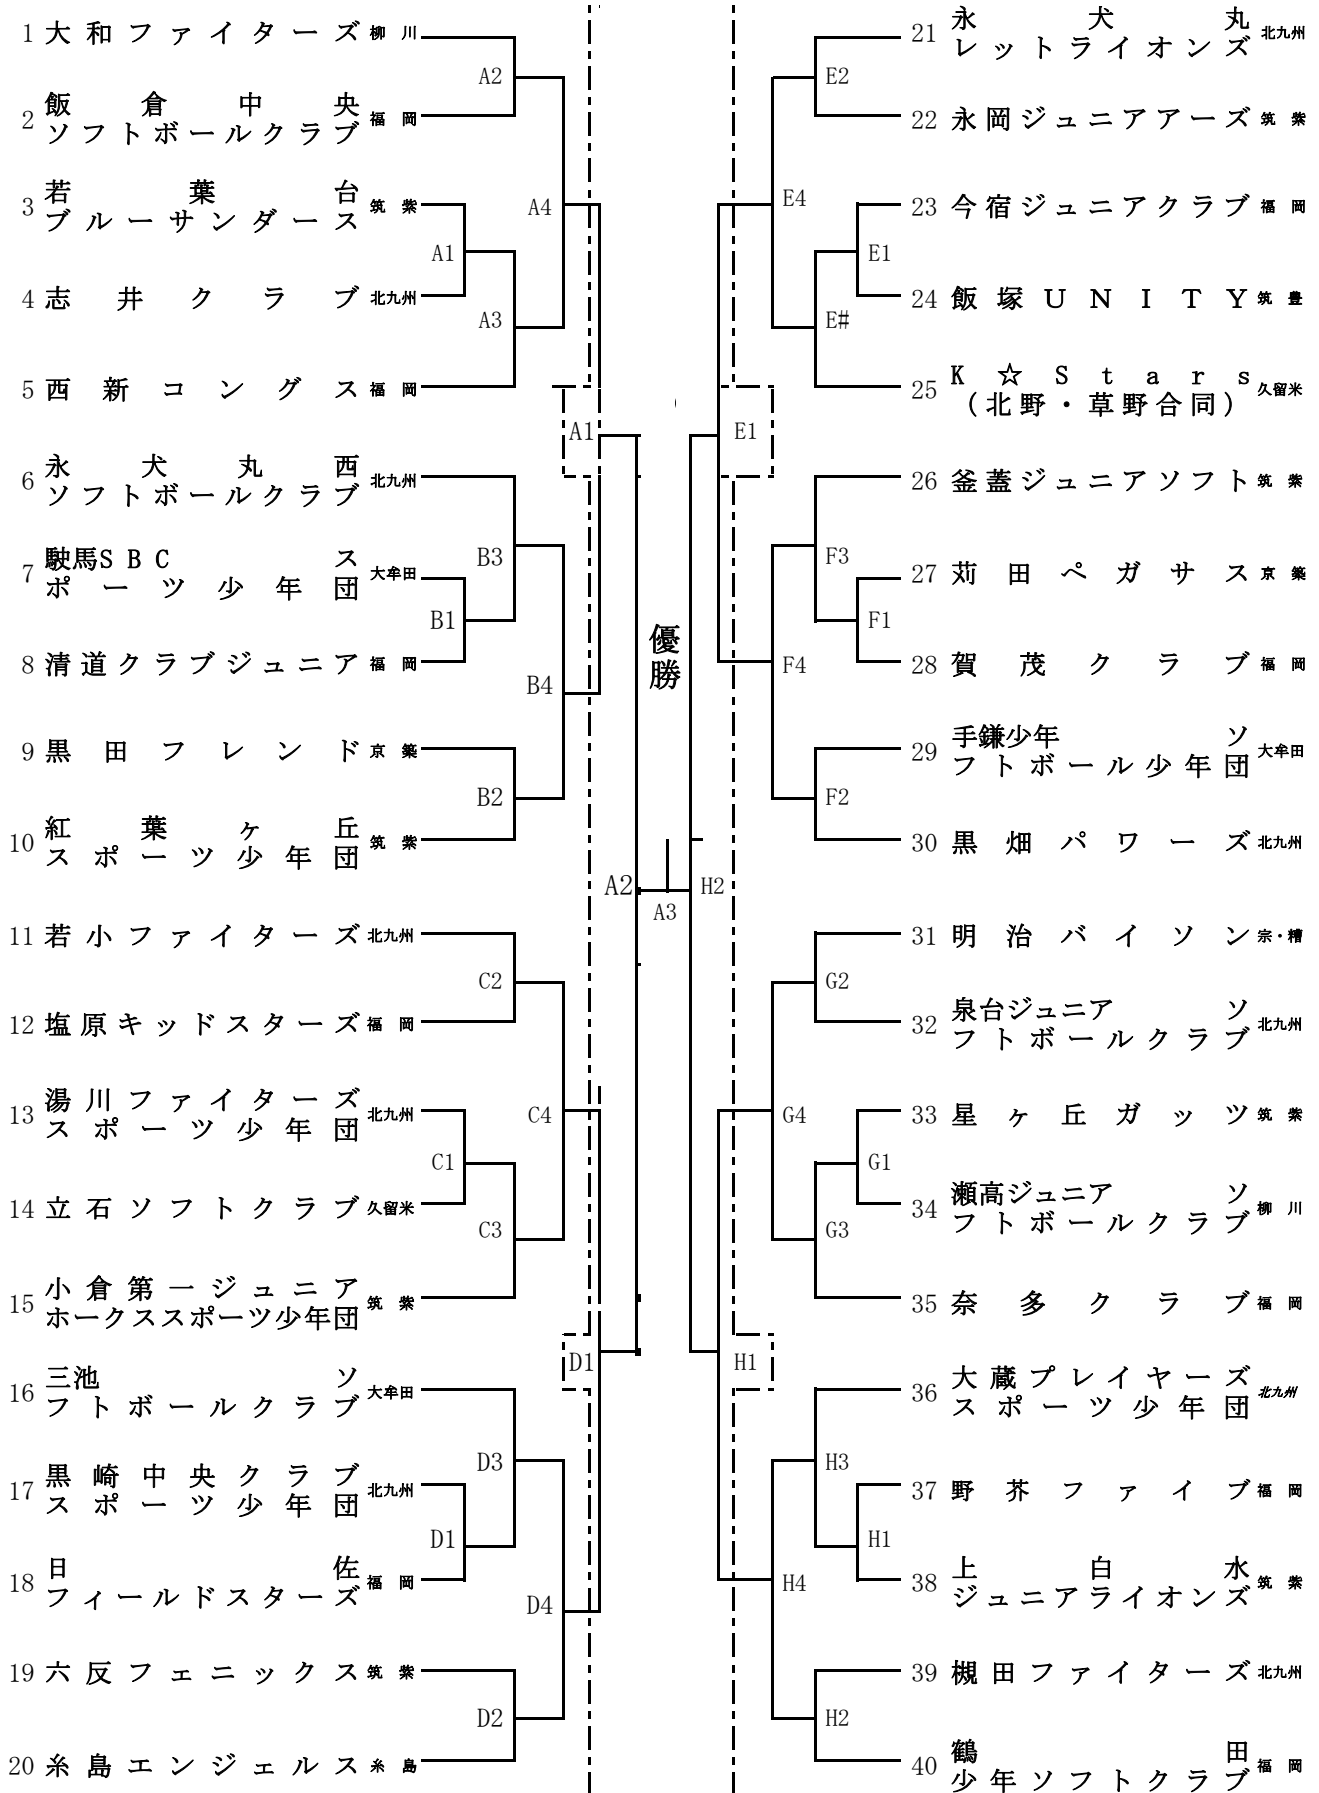 1 大和ファイターズ 柳川
A2
2 飯倉中央 福岡
ソフトボールクラブ
3 若葉台 筑紫
ブルーサンダース
A4
A1
4 志井クラブ 北九州
A3
5 西新コングス 福岡
A1
6 永犬丸西 北九州
ソフトボールクラブ
B3
7 駛馬SBC ス 大牟田
ポーツ少年団
B1
8 清道クラブジュニア 福岡
B4
9 黒田フレンド 京築
B2
10 紅葉ヶ丘 筑紫
スポーツ少年団
A2
11 若小ファイターズ 北九州
C2
12 塩原キッドスターズ 福岡
13 湯川ファイターズ 北九州
スポーツ少年団
C4
C1
14 立石ソフトクラブ 久留米
C3
15 小倉第一ジュニア 筑紫
ホークススポーツ少年団
D1
16 三池 ソ 大牟田
フトボールクラブ
D3
17 黒崎中央クラブ 北九州
スポーツ少年団
D1
18 日佐 福岡
フィールドスターズ
D4
19 六反フェニックス 筑紫
D2
20 糸島エンジェルス 糸島
優勝
A3
21 永犬丸 北九州
レットライオンズ
E2
22 永岡ジュニアアーズ 筑紫
E4
23 今宿ジュニアクラブ 福岡
E1
24 飯塚UNITY 筑豊
E#
25 K☆Stars 久留米
(北野・草野合同)
E1
26 釜蓋ジュニアソフト 筑紫
F3
27 苅田ペガサス 京築
F1
28 賀茂クラブ 福岡
F4
29 手鎌少年 ソ 大牟田
フトボール少年団
F2
30 黒畑パワーズ 北九州
H2
31 明治バイソン 宗・糟
G2
32 泉台ジュニア ソ 北九州
フトボールクラブ
33 星ヶ丘ガッツ 筑紫
G4
G1
34 瀬高ジュニア ソ 柳川
フトボールクラブ
G3
35 奈多クラブ 福岡
H1
36 大蔵プレイヤーズ 北九州
スポーツ少年団
H3
37 野芥ファイブ 福岡
H1
38 上白水 筑紫
ジュニアライオンズ
H4
39 槻田ファイターズ 北九州
H2
40 鶴田 福岡
少年ソフトクラブ